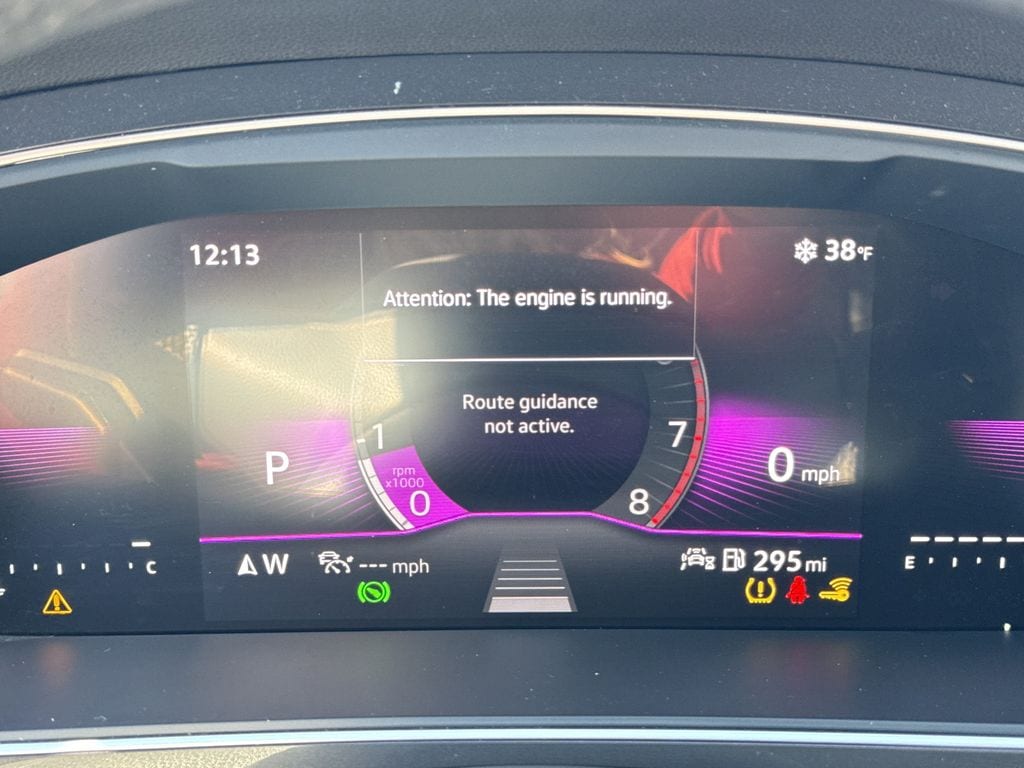 12:13
38°F
Attention: The engine is running.
Route guidance
not active.
1
7
P
rpm
x1000
0
8
0 mph
W
--- mph
295 mi
C
E